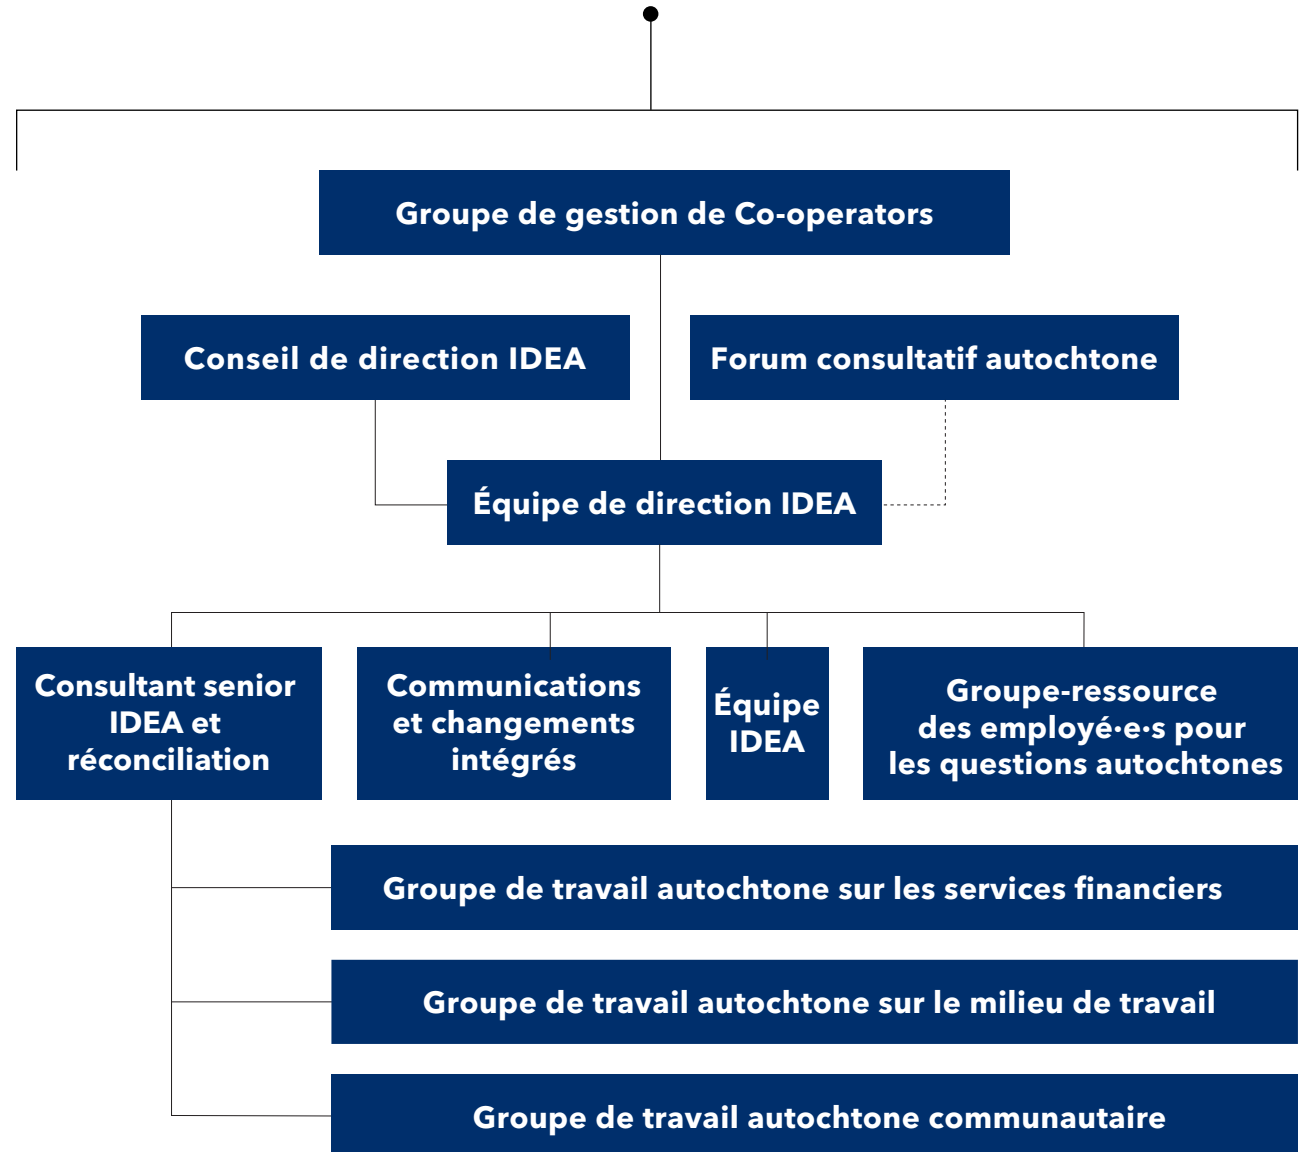 Groupe de gestion de Co-operators
Conseil de direction IDEA
Forum consultatif autochtone
Équipe de direction IDEA
Consultant senior
IDEA et
réconciliation
Communications
et changements
intégrés
Équipe
IDEA
Groupe-ressource
des employé·e·s pour
les questions autochtones
Groupe de travail autochtone sur les services financiers
Groupe de travail autochtone sur le milieu de travail
Groupe de travail autochtone communautaire